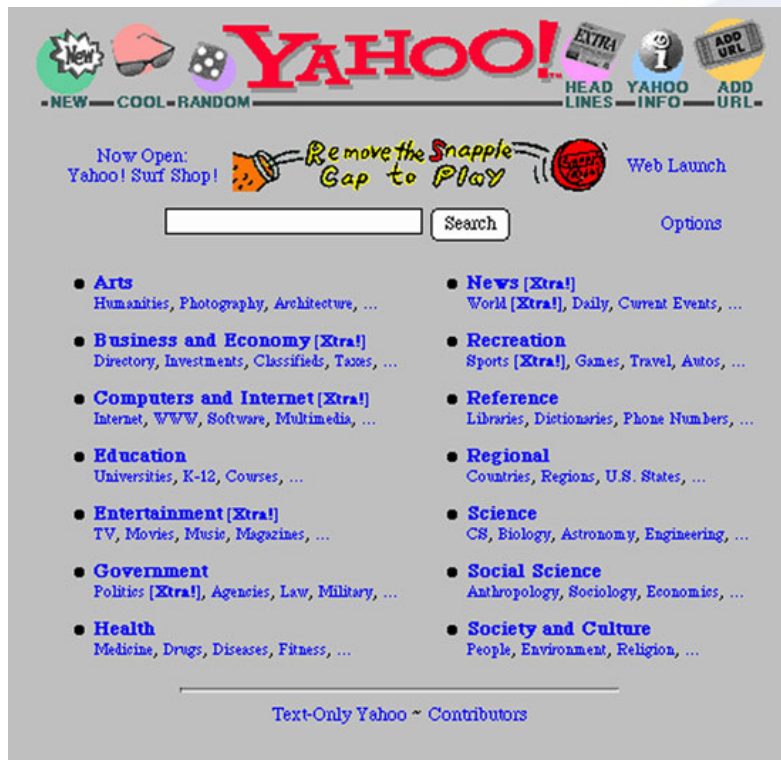 New
EXTRA
i
ADD URL
YAHOO!
TM
NEW COOL RANDOM
HEAD LINES
YAHOO INFO
ADD URL
Now Open:
Yahoo! Surf Shop!
Remove the Snapple
Cap to Play
Web Launch
Search
Options
Arts
Humanities, Photography, Architecture, ...
Business and Economy [Xtra!]
Directory, Investments, Classifieds, Taxes, ...
Computers and Internet [Xtra!]
Internet, WWW, Software, Multimedia, ...
Education
Universities, K-12, Courses, ...
Entertainment [Xtra!]
TV, Movies, Music, Magazines, ...
Government
Politics [Xtra!], Agencies, Law, Military, ...
Health
Medicine, Drugs, Diseases, Fitness, ...
News [Xtra!]
World [Xtra!], Daily, Current Events, ...
Recreation
Sports [Xtra!], Games, Travel, Autos, ...
Reference
Libraries, Dictionaries, Phone Numbers, ...
Regional
Countries, Regions, U.S. States, ...
Science
CS, Biology, Astronomy, Engineering, ...
Social Science
Anthropology, Sociology, Economics, ...
Society and Culture
People, Environment, Religion, ...
Text-Only Yahoo ~ Contributors